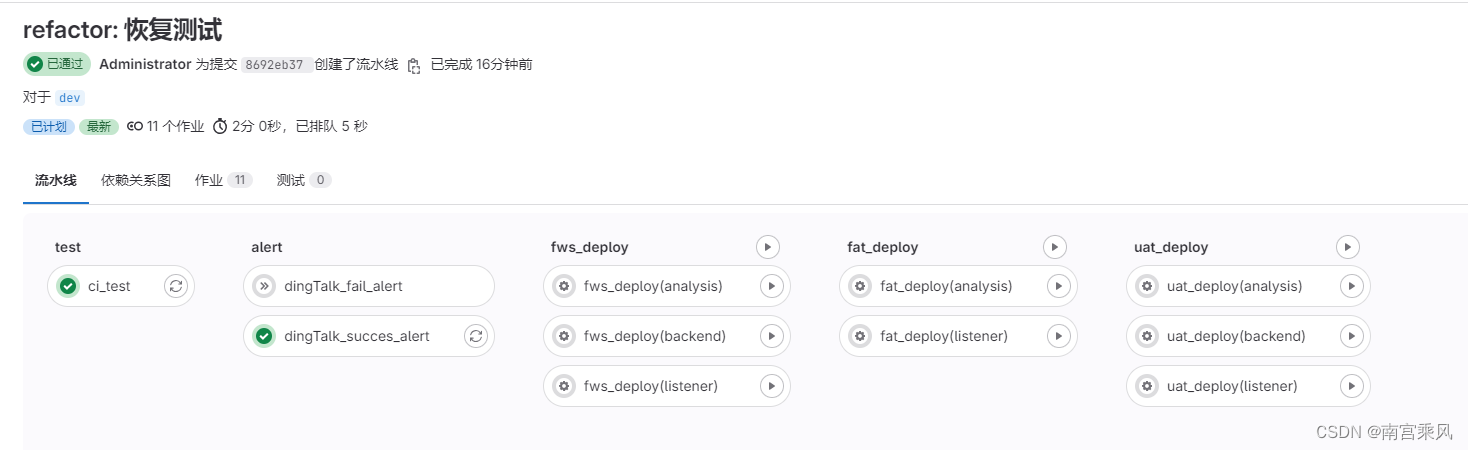 refactor: 恢复测试
已通过 Administrator 为提交 8692eb37 创建了流水线 已完成 16分钟前
对于 dev
已计划 最新 11 个作业 2分 0秒，已排队 5 秒
流水线 依赖关系图 作业 11 测试 0
test alert fws_deploy fat_deploy uat_deploy
ci_test dingTalk_fail_alert fws_deploy(analysis) fat_deploy(analysis) uat_deploy(analysis)
dingTalk_succes_alert fws_deploy(backend) fat_deploy(listener) uat_deploy(backend)
fws_deploy(listener) uat_deploy(listener)
CSDN @南宫乘风